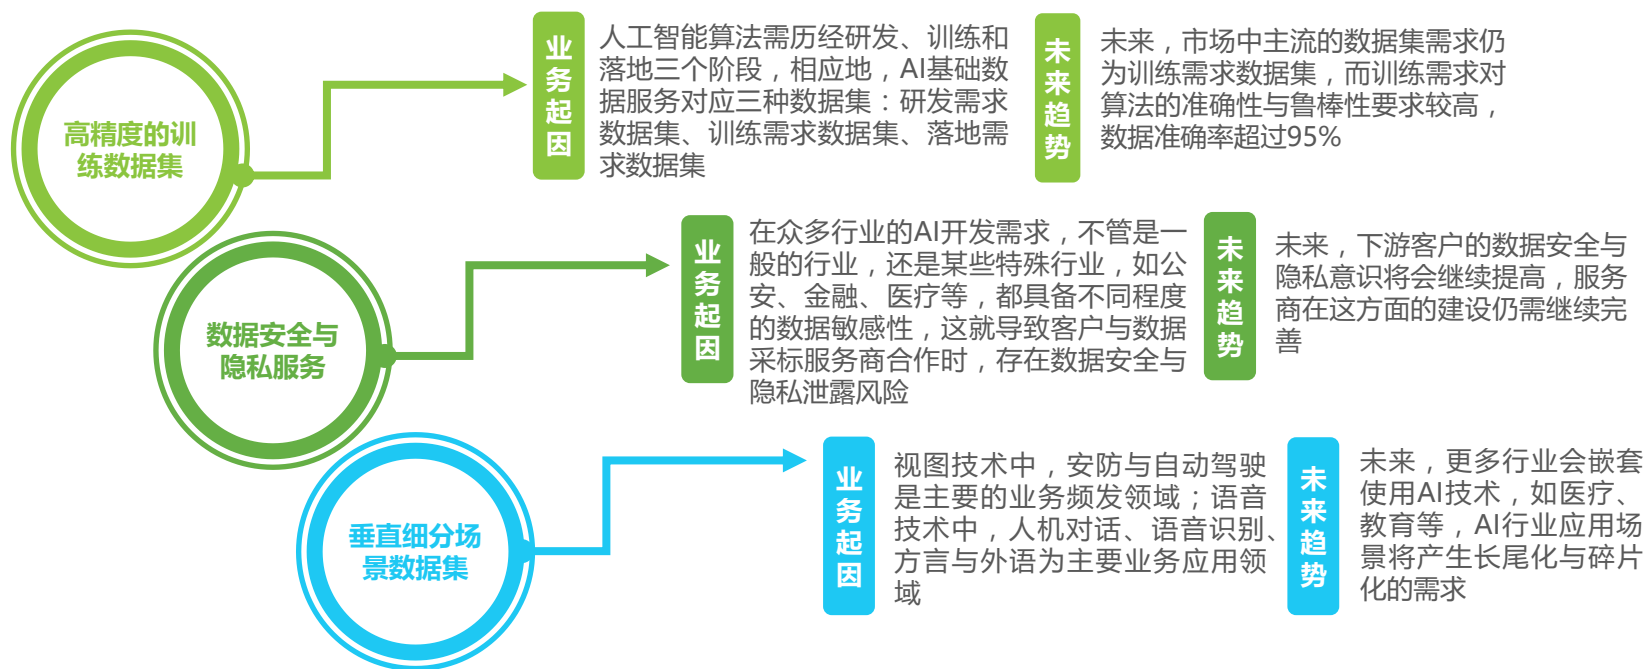 高精度的训
练数据集
业务起因
人工智能算法需历经研发、训练和
落地三个阶段，相应地，AI基础数
据服务对应三种数据集：研发需求
数据集、训练需求数据集、落地需
求数据集
未来趋势
未来，市场中主流的数据集需求仍
为训练需求数据集，而训练需求对
算法的准确性与鲁棒性要求较高，
数据准确率超过95%
数据安全与
隐私服务
业务起因
在众多行业的AI开发需求，不管是一
般的行业，还是某些特殊行业，如公
安、金融、医疗等，都具备不同程度
的数据敏感性，这就导致客户与数据
采标服务商合作时，存在数据安全与
隐私泄露风险
未来趋势
未来，下游客户的数据安全与
隐私意识将会继续提高，服务
商在这方面的建设仍需继续完
善
垂直细分场
景数据集
业务起因
视图技术中，安防与自动驾驶
是主要的业务频发领域；语音
技术中，人机对话、语音识别、
方言与外语为主要业务应用领
域
未来趋势
未来，更多行业会嵌套
使用AI技术，如医疗、
教育等，AI行业应用场
景将产生长尾化与碎片
化的需求